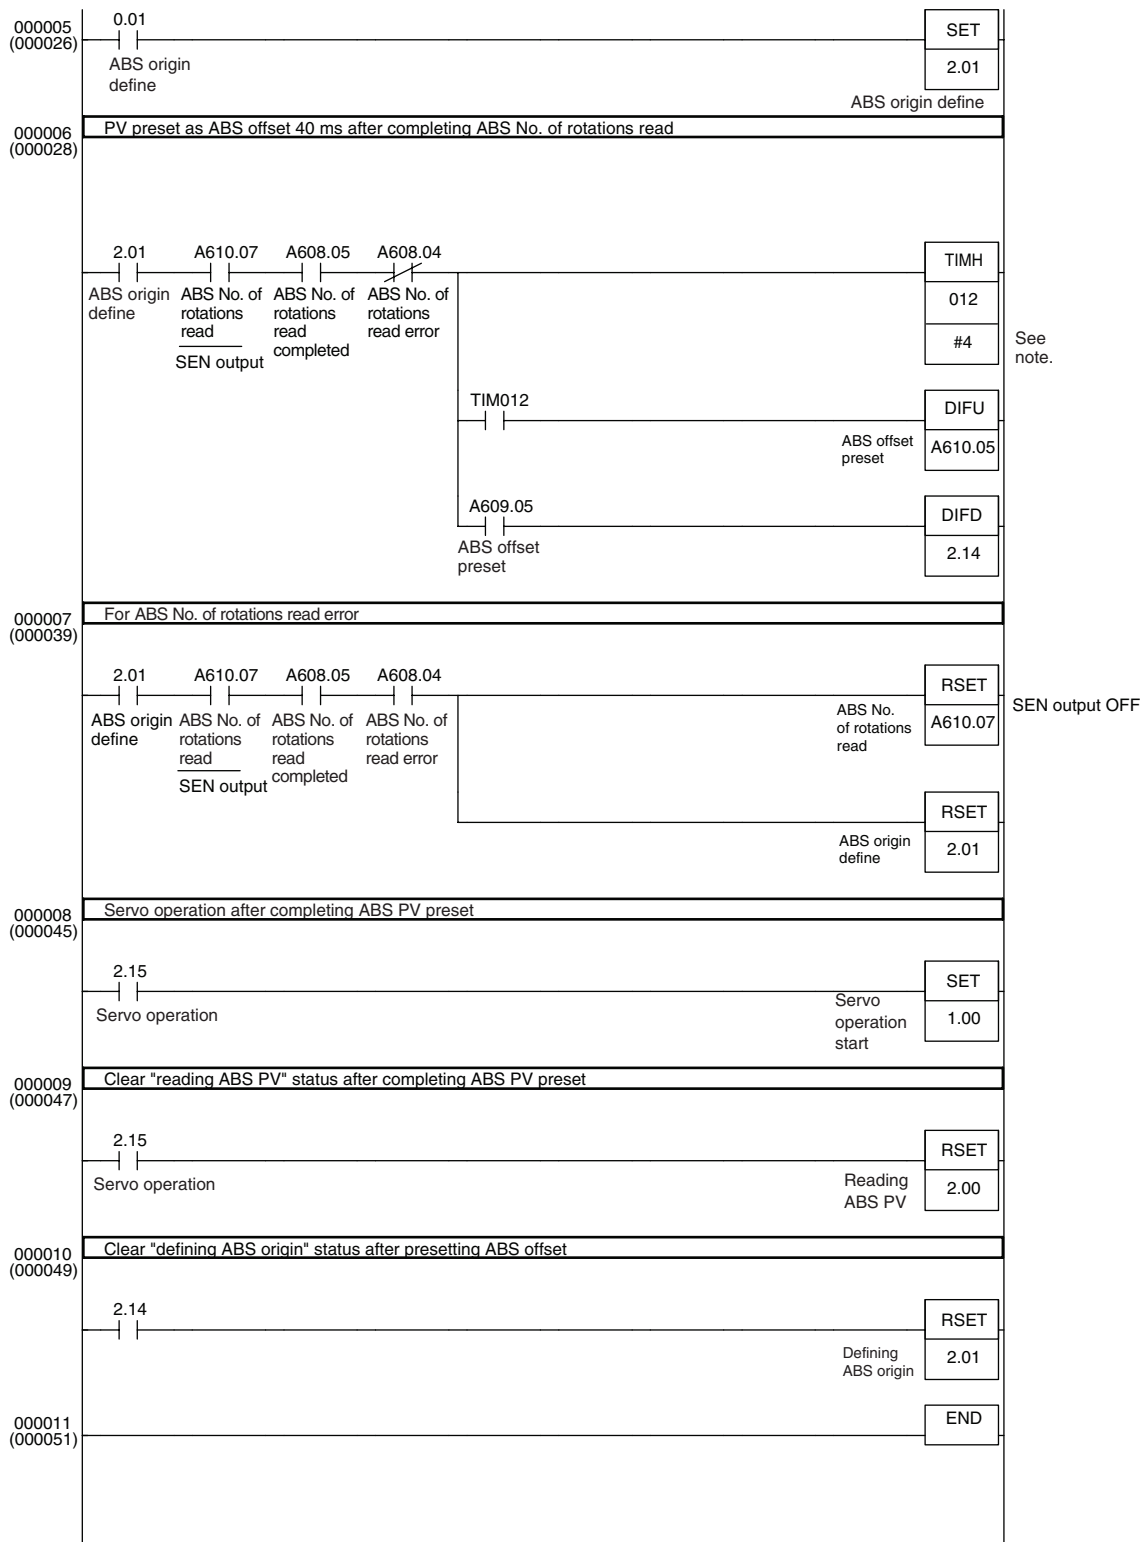 000005
(000026)
0.01
ABS origin
define
SET
2.01
ABS origin define
000006
(000028)
PV preset as ABS offset 40 ms after completing ABS No. of rotations read
2.01
ABS origin
define
A610.07
ABS No. of
rotations
read
SEN output
A608.05
ABS No. of
rotations
read
completed
A608.04
ABS No. of
rotations
read error
TIMH
012
#4
See
note.
TIM012
ABS offset
preset
DIFU
A610.05
A609.05
ABS offset
preset
DIFD
2.14
000007
(000039)
For ABS No. of rotations read error
2.01
ABS origin
define
A610.07
ABS No. of
rotations
read
SEN output
A608.05
ABS No. of
rotations
read
completed
A608.04
ABS No. of
rotations
read error
ABS No.
of rotations
read
RSET
A610.07
SEN output OFF
ABS origin
define
RSET
2.01
000008
(000045)
Servo operation after completing ABS PV preset
2.15
Servo operation
Servo
operation
start
SET
1.00
000009
(000047)
Clear "reading ABS PV" status after completing ABS PV preset
2.15
Servo operation
Reading
ABS PV
RSET
2.00
000010
(000049)
Clear "defining ABS origin" status after presetting ABS offset
2.14
Defining
ABS origin
RSET
2.01
000011
(000051)
END